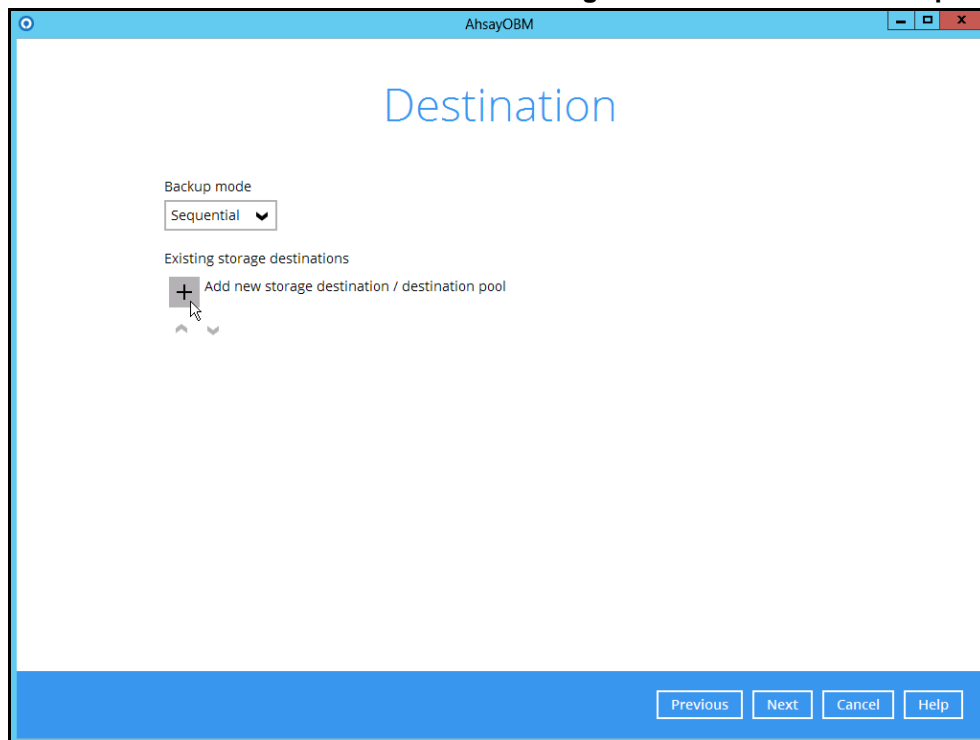 AhsayOBM
Destination
Backup mode
Sequential
Existing storage destinations
Add new storage destination / destination pool
Previous Next Cancel Help